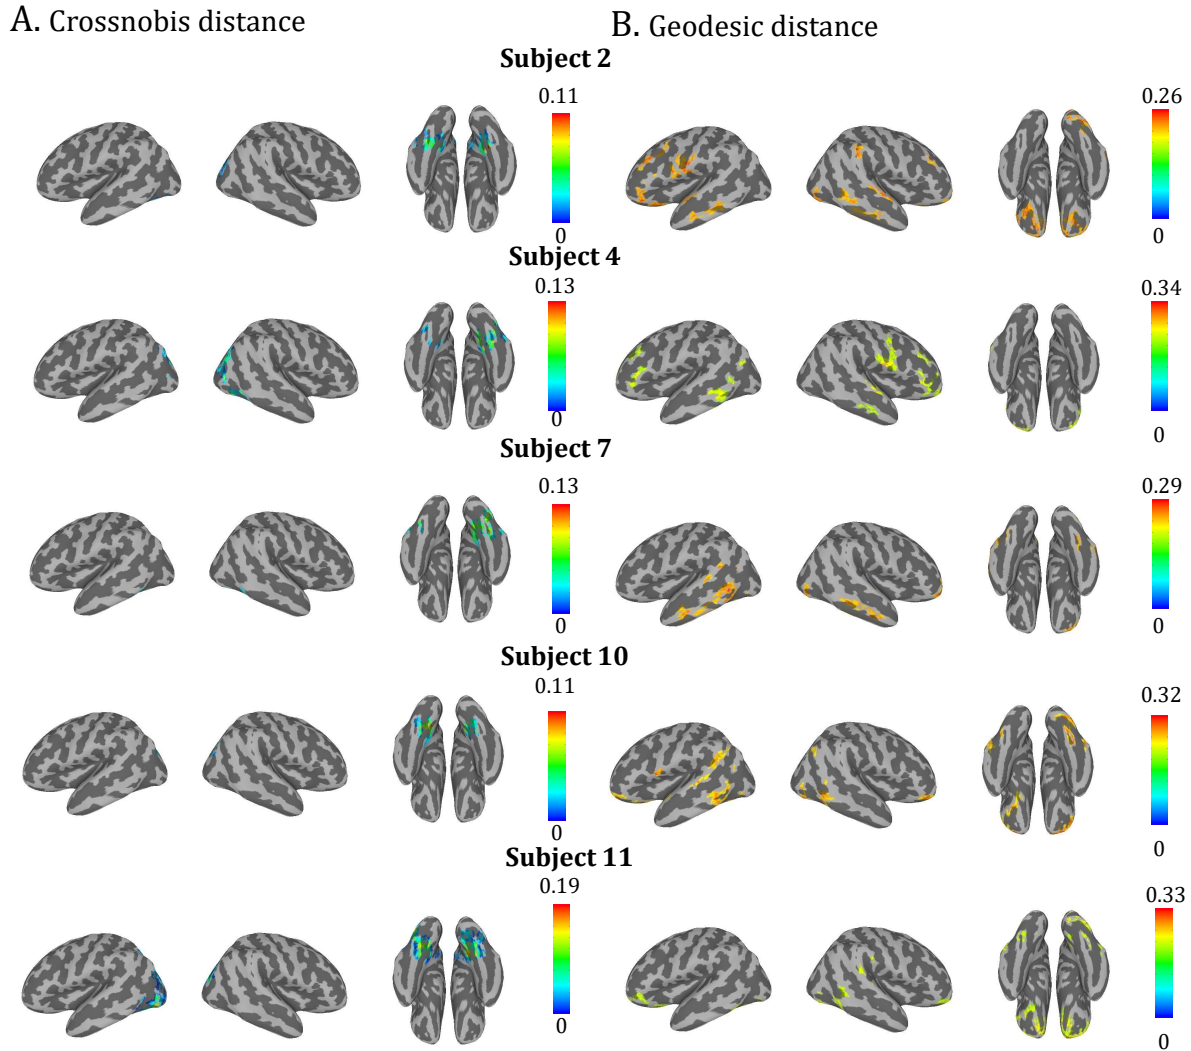 A. Crossnobis distance
B. Geodesic distance
Subject 2
0.11
0
0.26
0
Subject 4
0.13
0
0.34
0
Subject 7
0.13
0
0.29
0
Subject 10
0.11
0
0.32
0
Subject 11
0.19
0
0.33
0